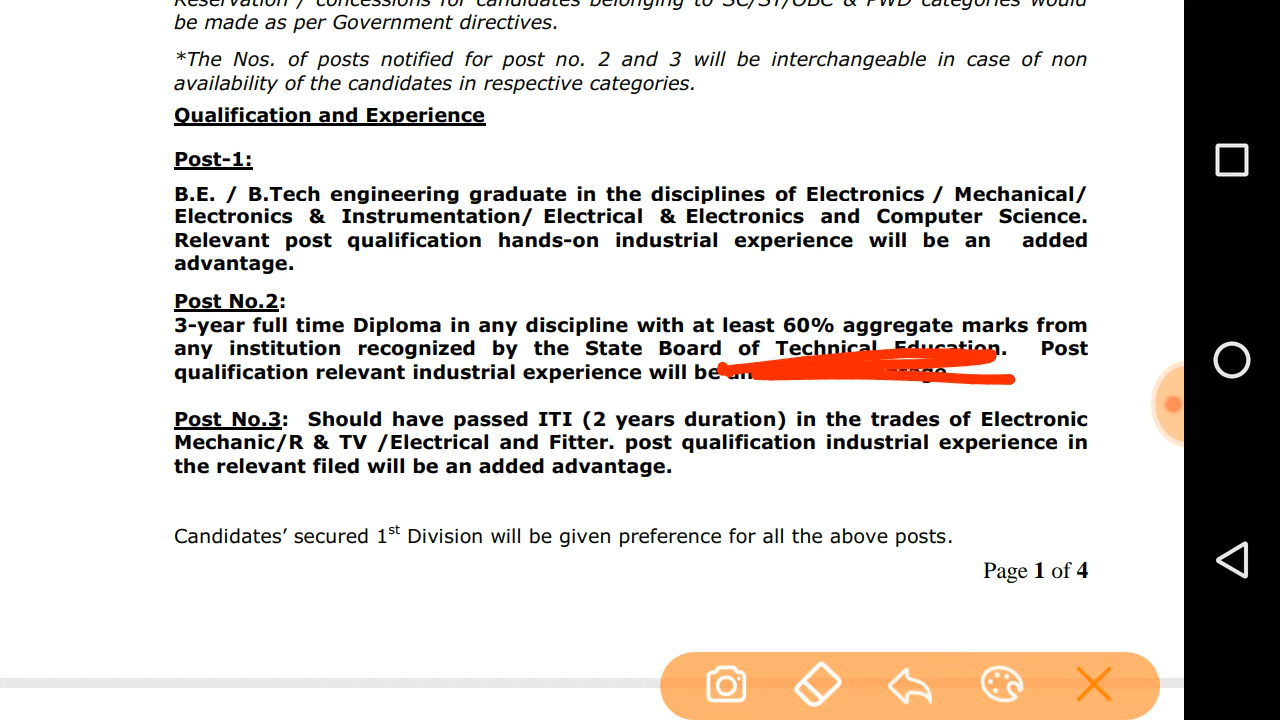 Reservation / concessions for candidates belonging to SC/ST/OBC & PWD categories would
be made as per Government directives.
*The Nos. of posts notified for post no. 2 and 3 will be interchangeable in case of non
availability of the candidates in respective categories.
Qualification and Experience
Post-1:
B.E. / B.Tech engineering graduate in the disciplines of Electronics / Mechanical/
Electronics & Instrumentation/ Electrical & Electronics and Computer Science.
Relevant post qualification hands-on industrial experience will be an added
advantage.
Post No.2:
3-year full time Diploma in any discipline with at least 60% aggregate marks from
any institution recognized by the State Board of Technical Education. Post
qualification relevant industrial experience will be an
Post No.3: Should have passed ITI (2 years duration) in the trades of Electronic
Mechanic/R & TV /Electrical and Fitter. post qualification industrial experience in
the relevant filed will be an added advantage.
Candidates’ secured 1st Division will be given preference for all the above posts.
Page 1 of 4